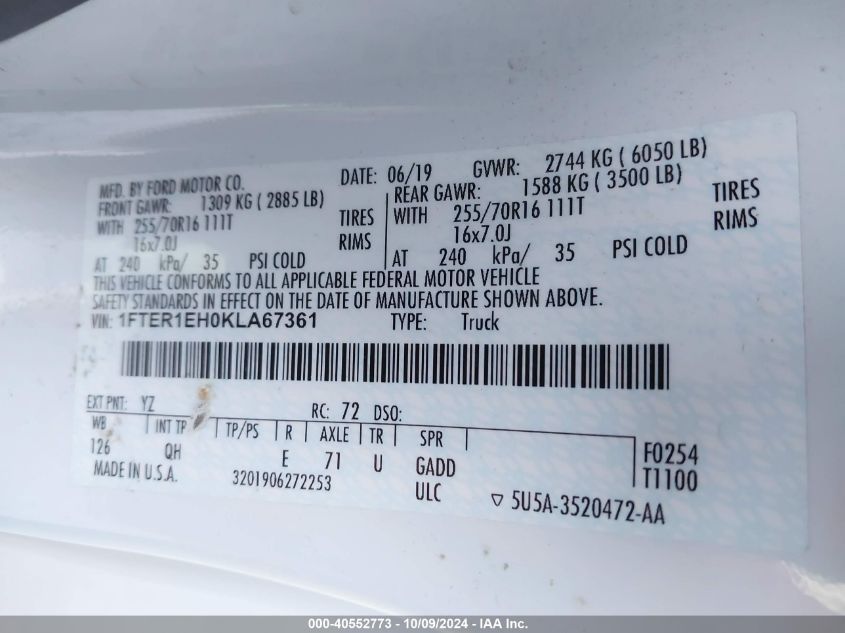 MFD. BY FORD MOTOR CO.
DATE: 06/19 GVWR: 2744 KG ( 6050 LB)
FRONT GAWR: 1309 KG ( 2885 LB)
REAR GAWR: 1588 KG ( 3500 LB)
WITH 255/70R16 111T TIRES
WITH 255/70R16 111T TIRES
16x7.0J RIMS
16x7.0J RIMS
AT 240 kPa/ 35 PSI COLD
AT 240 kPa/ 35 PSI COLD
THIS VEHICLE CONFORMS TO ALL APPLICABLE FEDERAL MOTOR VEHICLE
SAFETY STANDARDS IN EFFECT ON THE DATE OF MANUFACTURE SHOWN ABOVE.
VIN: 1FTER1EH0KLA67361 TYPE: Truck
EXT PNT: YZ RC: 72 DSO:
WB INT TP TP/PS R AXLE TR SPR
126 QH E 71 U GADD F0254
MADE IN U.S.A. 3201906272253 ULC T1100
5U5A-3520472-AA
000-40552773 - 10/09/2024 - IAA Inc.